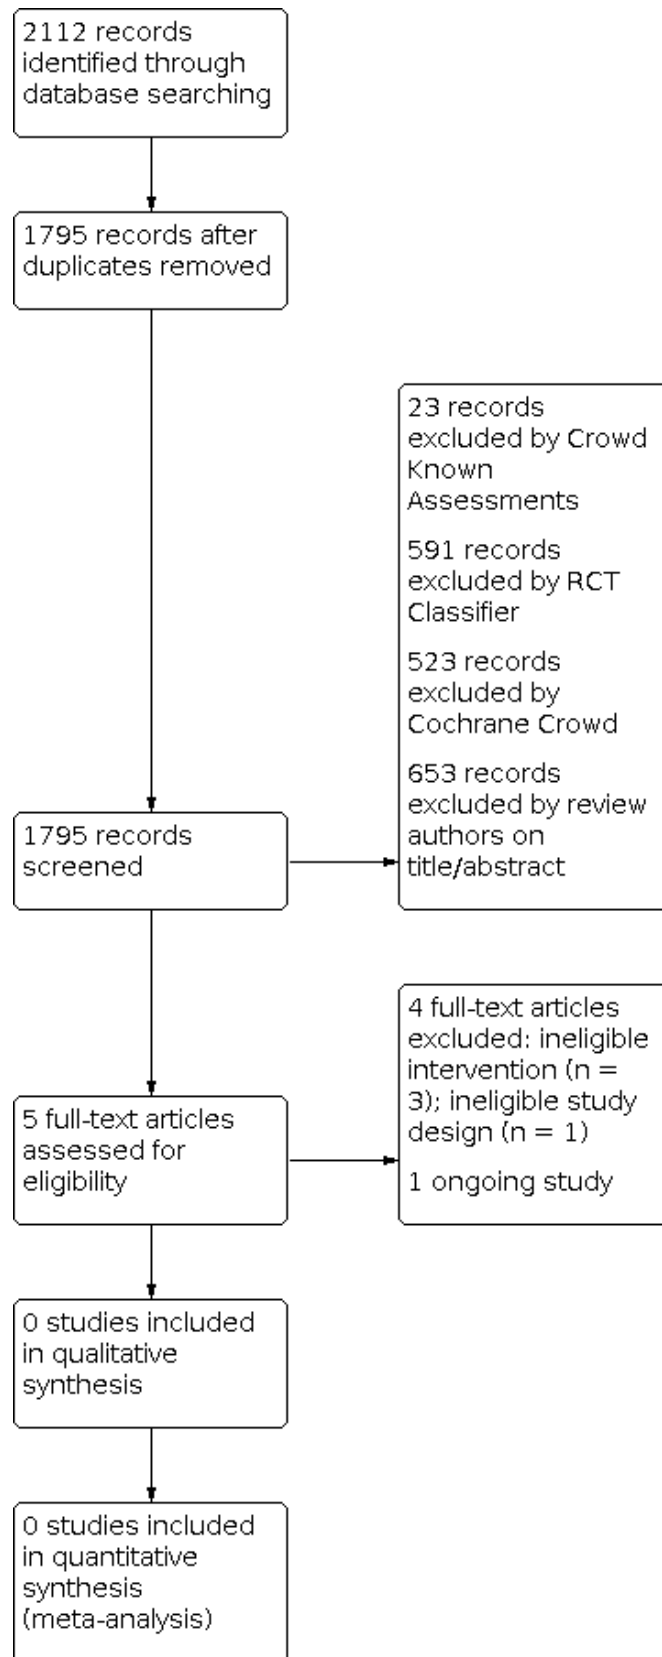 2112 records
identified through
database searching
1795 records after
duplicates removed
23 records
excluded by Crowd
Known
Assessments
591 records
excluded by RCT
Classifier
523 records
excluded by
Cochrane Crowd
653 records
excluded by review
authors on
title/abstract
1795 records
screened
4 full-text articles
excluded: ineligible
intervention (n =
3); ineligible study
design (n = 1)
1 ongoing study
5 full-text articles
assessed for
eligibility
0 studies included
in qualitative
synthesis
0 studies included
in quantitative
synthesis
(meta-analysis)